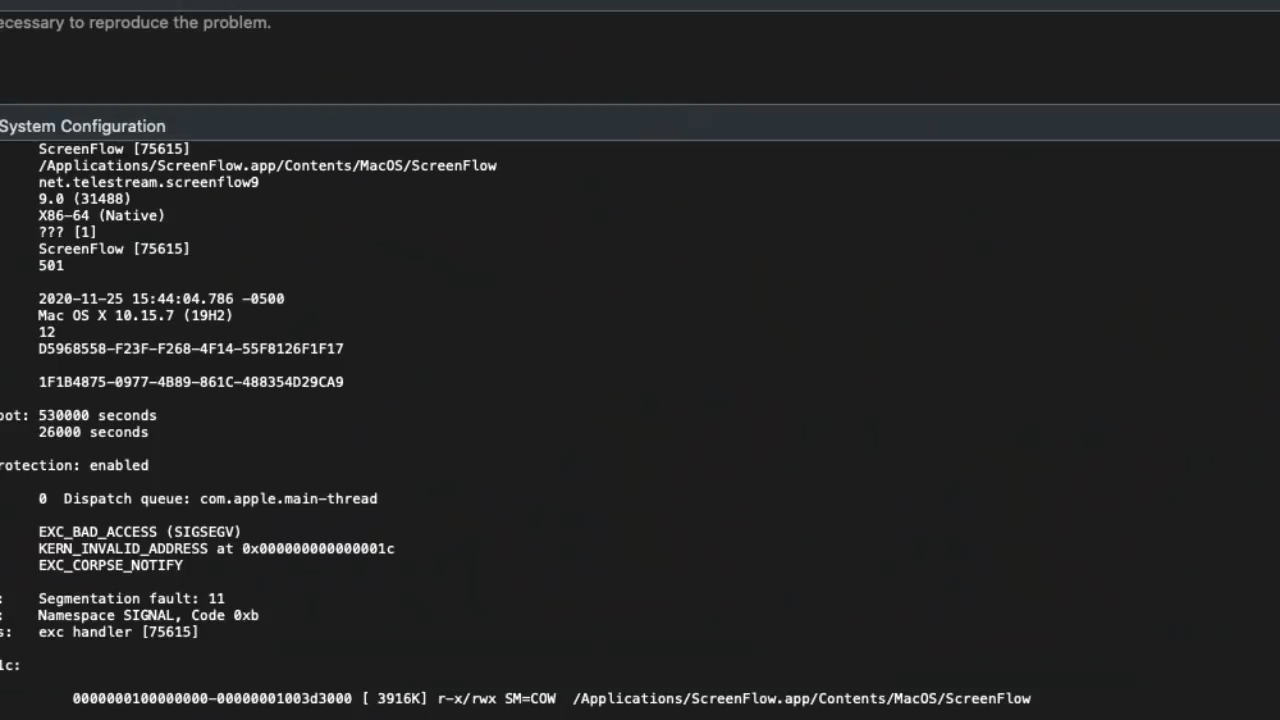 ecessary to reproduce the problem.
System Configuration
ScreenFlow [75615]
/Applications/ScreenFlow.app/Contents/MacOS/ScreenFlow
net.telestream.screenflow9
9.0 (31488)
X86-64 (Native)
??? [1]
ScreenFlow [75615]
501
2020-11-25 15:44:04.786 -0500
Mac OS X 10.15.7 (19H2)
12
D5968558-F23F-F268-4F14-55F8126F1F17
1F1B4875-0977-4B89-861C-488354D29CA9
oot: 530000 seconds
26000 seconds
rotection: enabled
0  Dispatch queue: com.apple.main-thread
EXC_BAD_ACCESS (SIGSEGV)
KERN_INVALID_ADDRESS at 0x000000000000001c
EXC_CORPSE_NOTIFY
: Segmentation fault: 11
: Namespace SIGNAL, Code 0xb
s: exc handler [75615]
1c:
0000000100000000-00000001003d3000 [ 3916K] r-x/rwx SM=COW  /Applications/ScreenFlow.app/Contents/MacOS/ScreenFlow